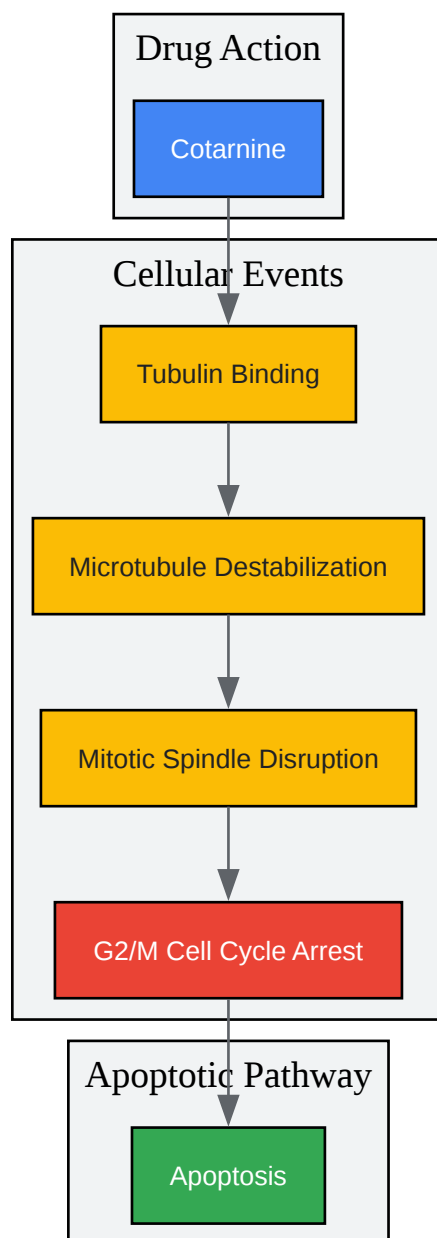 Drug Action
Cotarnine
Cellular Events
Tubulin Binding
Microtubule Destabilization
Mitotic Spindle Disruption
G2/M Cell Cycle Arrest
Apoptotic Pathway
Apoptosis